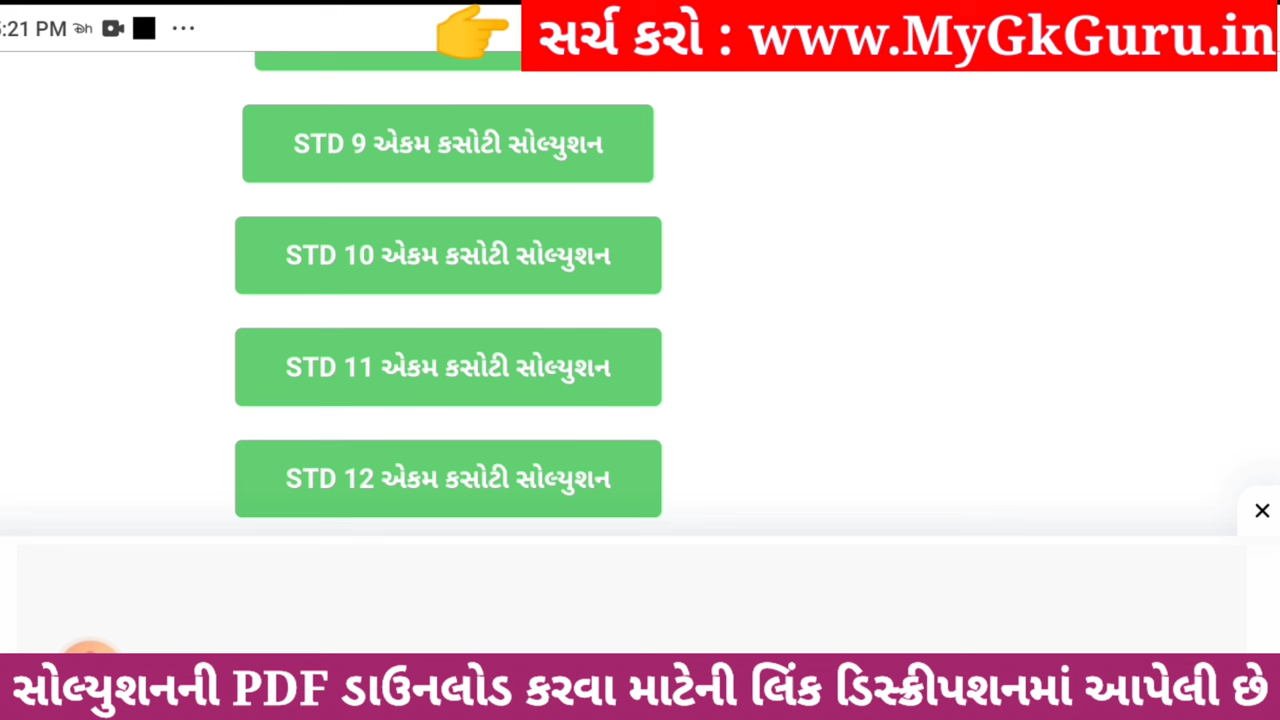 :21 PM
સર્ચ કરો : www.MyGkGuru.in
STD 9 એકમ કસોટી સોલ્યુશન
STD 10 એકમ કસોટી સોલ્યુશન
STD 11 એકમ કસોટી સોલ્યુશન
STD 12 એકમ કસોટી સોલ્યુશન
સોલ્યુશનની PDF ડાઉનલોડ કરવા માટેની લિંક ડિસ્ક્રીપશનમાં આપેલી છે